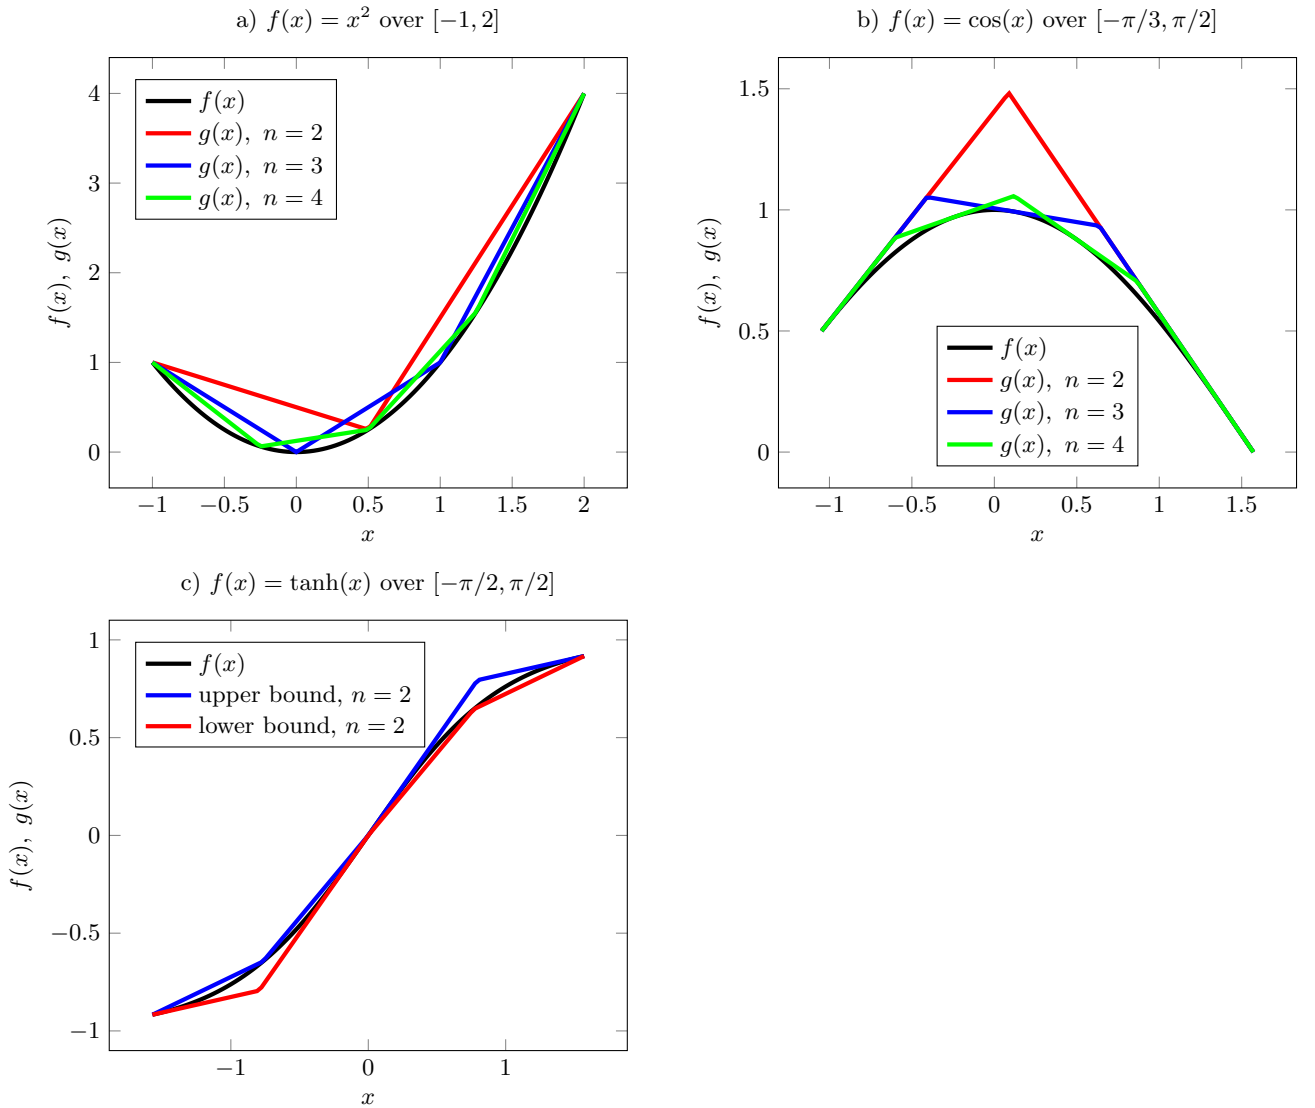 a) f(x) = x² over [−1, 2]
f(x), g(x)
4
3
2
1
0
f(x)
g(x), n = 2
g(x), n = 3
g(x), n = 4
−1 −0.5 0 0.5 1 1.5 2
x
b) f(x) = cos(x) over [−π/3, π/2]
f(x), g(x)
1.5
1
0.5
0
f(x)
g(x), n = 2
g(x), n = 3
g(x), n = 4
−1 −0.5 0 0.5 1 1.5
x
c) f(x) = tanh(x) over [−π/2, π/2]
f(x), g(x)
1
0.5
0
−0.5
−1
f(x)
upper bound, n = 2
lower bound, n = 2
−1 0 1
x